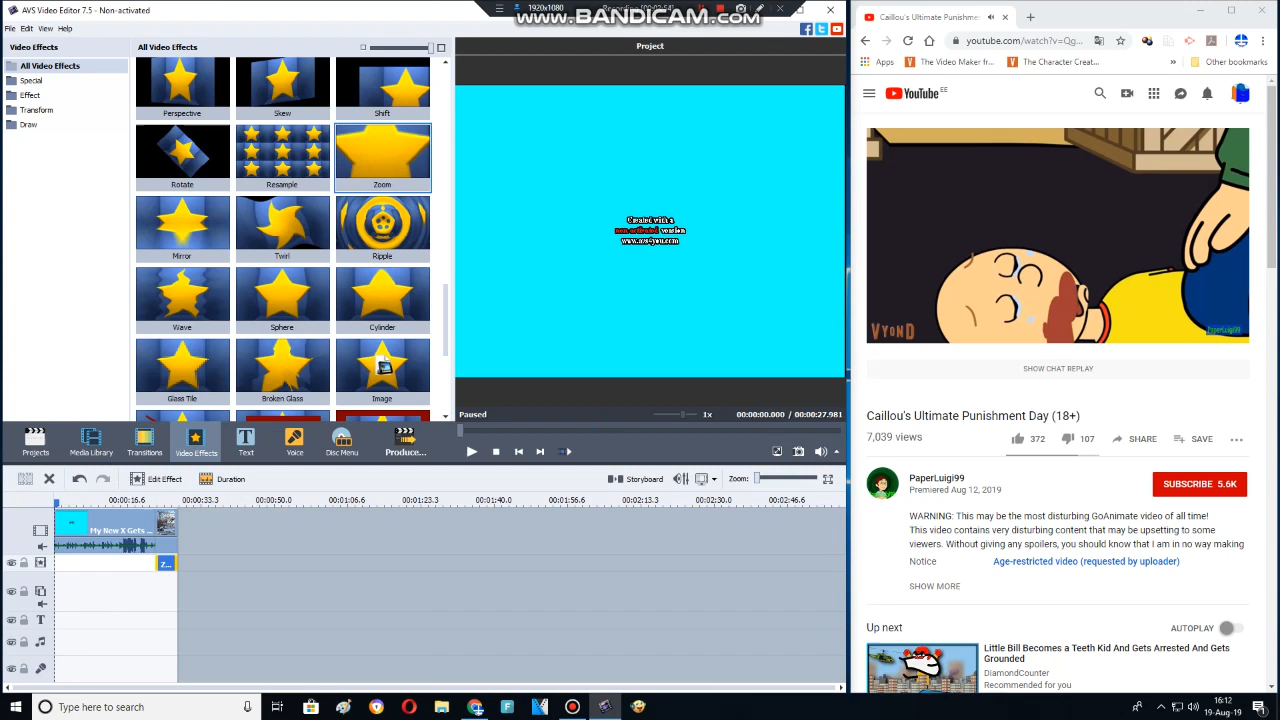 AVS Video Editor 7.5 - Non-activated
1920x1080
Recording [00:02:54]
www.BANDICAM.com
File Edit View Help
Video Effects
All Video Effects
Special
Effect
Transform
Draw
All Video Effects
Perspective
Skew
Shift
Rotate
Resample
Zoom
Mirror
Twirl
Ripple
Wave
Sphere
Cylinder
Glass Tile
Broken Glass
Image
Project
Created with a
non-activated version
www.avs4you.com
Paused
1x
00:00:00.000 / 00:00:27.981
Projects
Media Library
Transitions
Video Effects
Text
Voice
Disc Menu
Produce...
Edit Effect
Duration
Storyboard
Zoom:
00:00:16.6
00:00:33.3
00:00:50.0
00:01:06.6
00:01:23.3
00:01:40.0
00:01:56.6
00:02:13.3
00:02:30.0
00:02:46.6
My New X Gets ...
Z...
T
Caillou's Ultimate Punishme
youtube.com/watch?v=Qg...
Apps
The Video Maker fr...
The Character Creat...
Other bookmarks
YouTube EE
VYOND
PaperLuigi99
SHOW CHAT REPLAY
Caillou's Ultimate Punishment Day (18+)
7,039 views
372
107
SHARE
SAVE
PaperLuigi99
Premiered Aug 12, 2019
SUBSCRIBE 5.6K
WARNING: This may be the most disturbing GoAnimate video of all time!
This video contains very disturbing content that may be upsetting to some
viewers. Without giving any spoilers, you should know that I am in no way making
Notice
Age-restricted video (requested by uploader)
SHOW MORE
Up next
AUTOPLAY
Little Bill Becomes a Teeth Kid And Gets Arrested And Gets
Grounded
DiamondCounter
Recommended for you
Type here to search
16:12
19-Aug-19